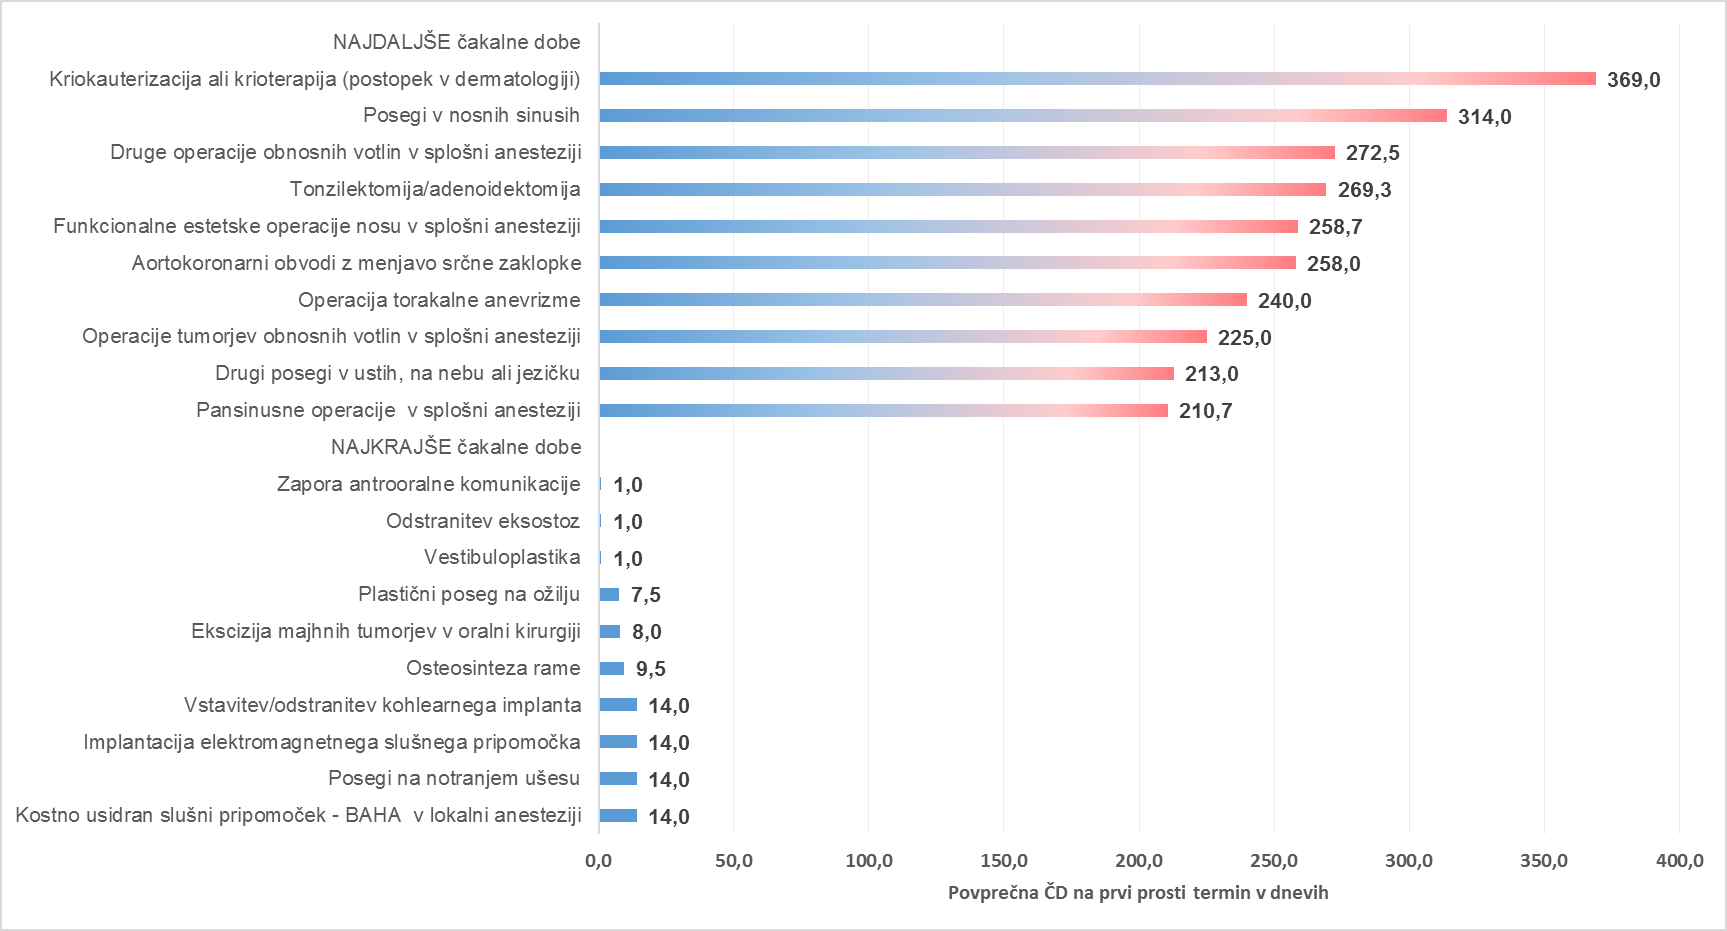 NAJDALJŠE čakalne dobe
Kriokauterizacija ali krioterapija (postopek v dermatologiji) 369,0
Posegi v nosnih sinusih 314,0
Druge operacije obnosnih votlin v splošni anesteziji 272,5
Tonzilektomija/adenoidektomija 269,3
Funkcionalne estetske operacije nosu v splošni anesteziji 258,7
Aortokoronarni obvodi z menjavo srčne zaklopke 258,0
Operacija torakalne anevrizme 240,0
Operacije tumorjev obnosnih votlin v splošni anesteziji 225,0
Drugi posegi v ustih, na nebu ali jezičku 213,0
Pansinusne operacije  v splošni anesteziji 210,7
NAJKRAJŠE čakalne dobe
Zapora antrooralne komunikacije 1,0
Odstranitev eksostoz 1,0
Vestibuloplastika 1,0
Plastični poseg na ožilju 7,5
Ekscizija majhnih tumorjev v oralni kirurgiji 8,0
Osteosinteza rame 9,5
Vstavitev/odstranitev kohlearnega implanta 14,0
Implantacija elektromagnetnega slušnega pripomočka 14,0
Posegi na notranjem ušesu 14,0
Kostno usidran slušni pripomoček - BAHA  v lokalni anesteziji 14,0
0,0 50,0 100,0 150,0 200,0 250,0 300,0 350,0 400,0
Povprečna ČD na prvi prosti termin v dnevih